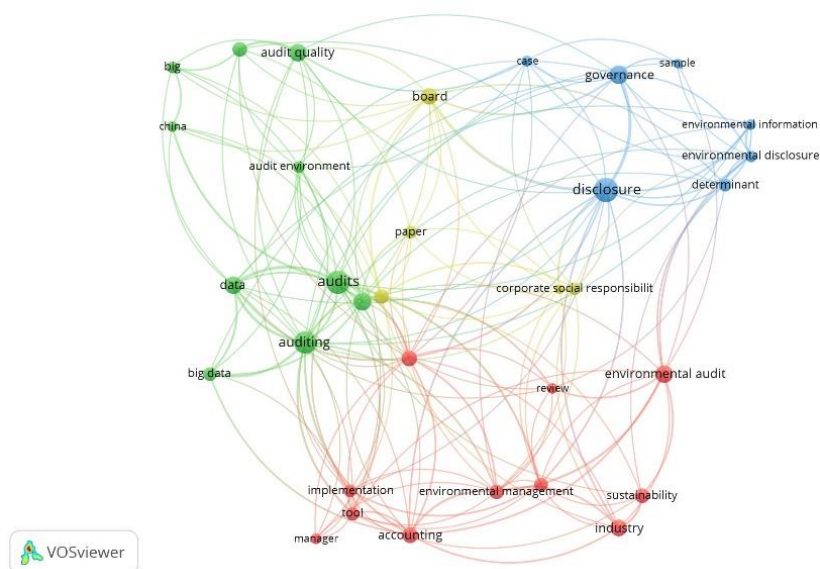 audit quality
big
case
governance
sample
board
china
environmental information
audit environment
environmental disclosure
determinant
disclosure
paper
audits
data
corporate social responsibilit
auditing
big data
environmental audit
review
implementation
environmental management
sustainability
tool
manager
accounting
industry
VOSviewer